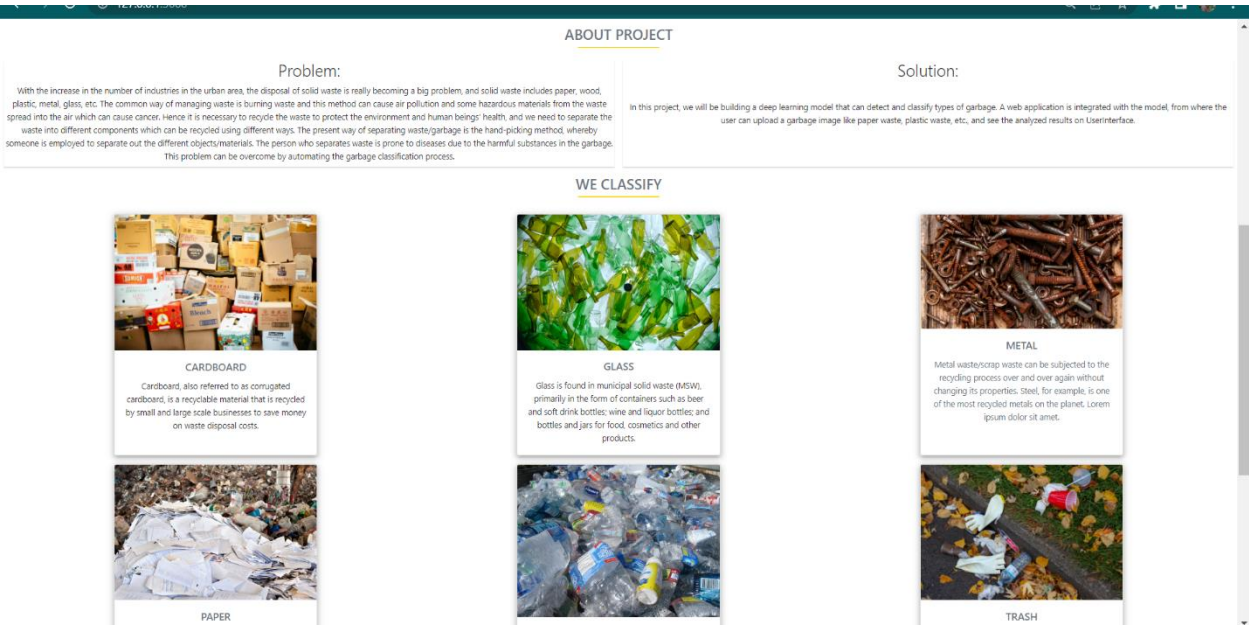 127.0.0.1:5000
ABOUT PROJECT
Problem:
With the increase in the number of industries in the urban area, the disposal of solid waste is really becoming a big problem, and solid waste includes paper, wood,
plastic, metal, glass, etc. The common way of managing waste is burning waste and this method can cause air pollution and some hazardous materials from the waste
spread into the air which can cause cancer. Hence it is necessary to recycle the waste to protect the environment and human beings' health, and we need to separate the
waste into different components which can be recycled using different ways. The present way of separating waste/garbage is the hand-picking method, whereby
someone is employed to separate out the different objects/materials. The person who separates waste is prone to diseases due to the harmful substances in the garbage.
This problem can be overcome by automating the garbage classification process.
Solution:
In this project, we will be building a deep learning model that can detect and classify types of garbage. A web application is integrated with the model, from where the
user can upload a garbage image like paper waste, plastic waste, etc., and see the analyzed results on UserInterface.
WE CLASSIFY
Bleach
CARDBOARD
Cardboard, also referred to as corrugated
cardboard, is a recyclable material that is recycled
by small and large scale businesses to save money
on waste disposal costs.
GLASS
Glass is found in municipal solid waste (MSW),
primarily in the form of containers such as beer
and soft drink bottles; wine and liquor bottles; and
bottles and jars for food, cosmetics and other
products.
METAL
Metal waste/scrap waste can be subjected to the
recycling process over and over again without
changing its properties. Steel, for example, is one
of the most recycled metals on the planet. Lorem
ipsum dolor sit amet.
PAPER
TRASH